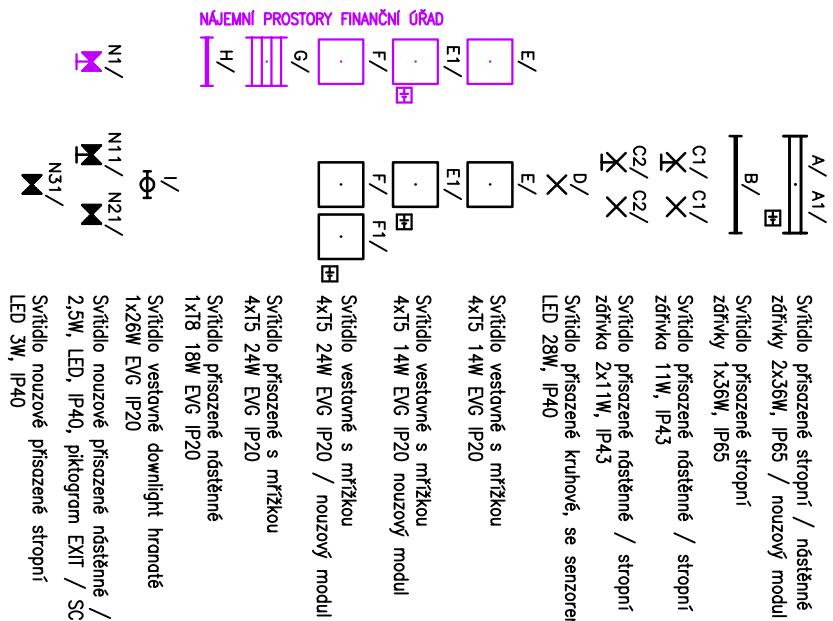 NÁJEMNÍ PROSTORY FINANČNÍ ÚŘAD
A/ A1/
Svítidlo přisazené stropní / nástěnné
zářivky 2x36W, IP65 / nouzový modul
B/
Svítidlo přisazené stropní
zářivky 1x36W, IP65
C1/ C1/
Svítidlo přisazené nástěnné / stropní
zářivka 11W, IP43
C2/ C2/
Svítidlo přisazené nástěnné / stropní
zářivka 2x11W, IP43
D/
Svítidlo přisazené kruhové, se senzorem
LED 28W, IP40
E/ E/
Svítidlo vestavné s mřížkou
4xT5 14W EVG IP20
E1/ E1/
Svítidlo vestavné s mřížkou
4xT5 14W EVG IP20 nouzový modul
F/ F/ F1/
Svítidlo vestavné s mřížkou
4xT5 24W EVG IP20 / nouzový modul
G/
Svítidlo přisazené s mřížkou
4xT5 24W EVG IP20
H/
Svítidlo přisazené nástěnné
1xT8 18W EVG IP20
I/
Svítidlo vestavné downlight hranaté
1x26W EVG IP20
N1/ N11/ N21/
Svítidlo nouzové přisazené nástěnné /
2,5W, LED, IP40, piktogram EXIT / SC
N31/
Svítidlo nouzové přisazené stropní
LED 3W, IP40